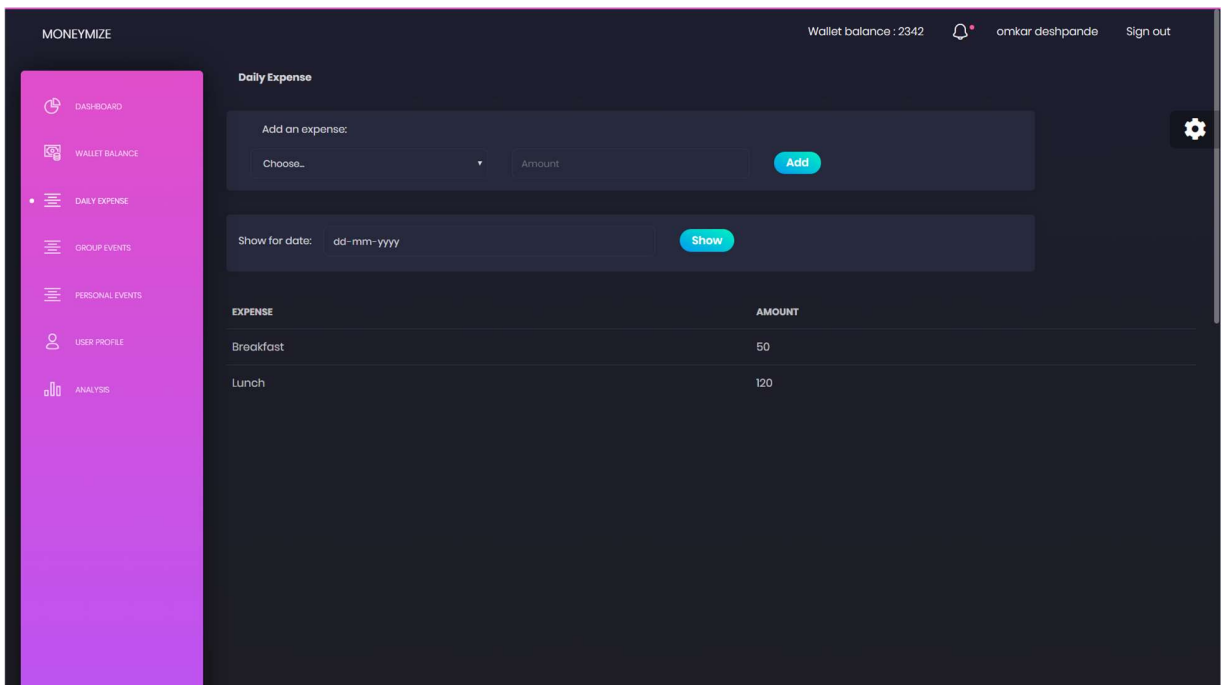 MONEYMIZE
Wallet balance : 2342
omkar deshpande
Sign out
DASHBOARD
WALLET BALANCE
DAILY EXPENSE
GROUP EVENTS
PERSONAL EVENTS
USER PROFILE
ANALYSIS
Daily Expense
Add an expense:
Choose...
Amount
Add
Show for date:
dd-mm-yyyy
Show
EXPENSE AMOUNT
Breakfast 50
Lunch 120